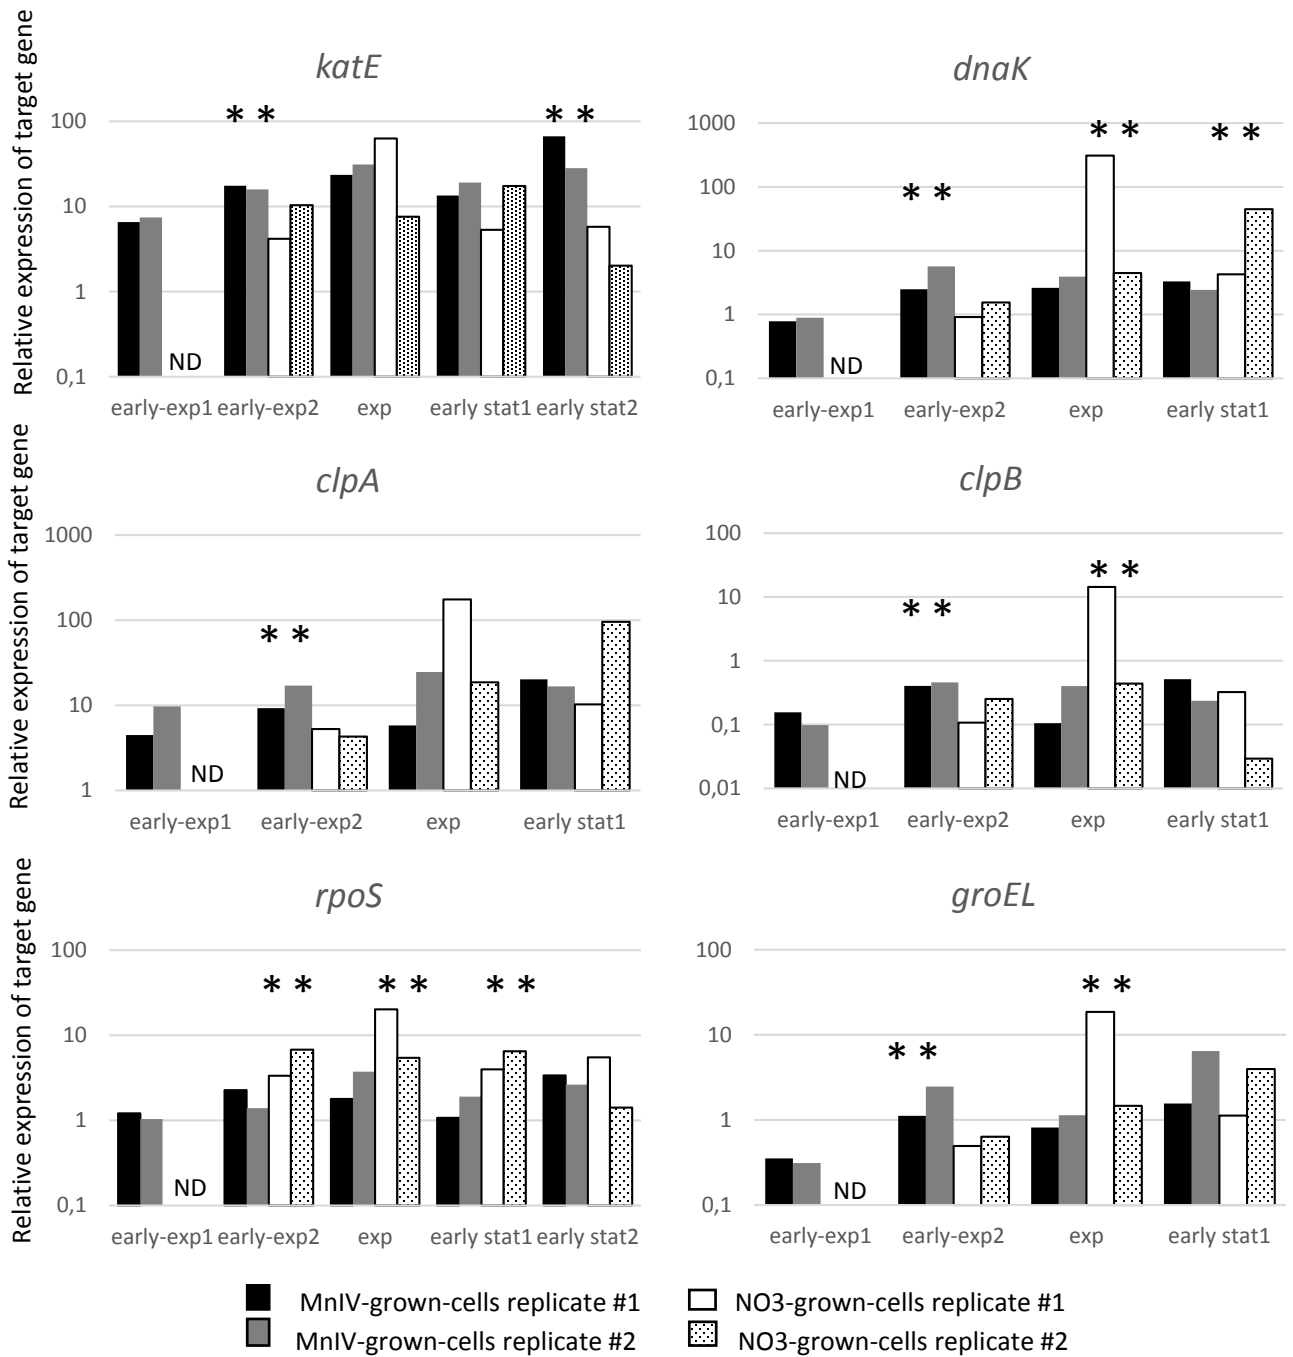 katE
dnaK
Relative expression of target gene
* *
* *
100
10
1
0,1
ND
early-exp1 early-exp2 exp early stat1 early stat2
* *
* *
* *
1000
100
10
1
0,1
ND
early-exp1 early-exp2 exp early stat1
clpA
clpB
Relative expression of target gene
* *
1000
100
10
1
ND
early-exp1 early-exp2 exp early stat1
* *
* *
100
10
1
0,1
0,01
ND
early-exp1 early-exp2 exp early stat1
rpoS
groEL
Relative expression of target gene
* *
* *
* *
100
10
1
0,1
ND
early-exp1 early-exp2 exp early stat1 early stat2
* *
* *
100
10
1
0,1
ND
early-exp1 early-exp2 exp early stat1
MnIV-grown-cells replicate #1
NO3-grown-cells replicate #1
MnIV-grown-cells replicate #2
NO3-grown-cells replicate #2